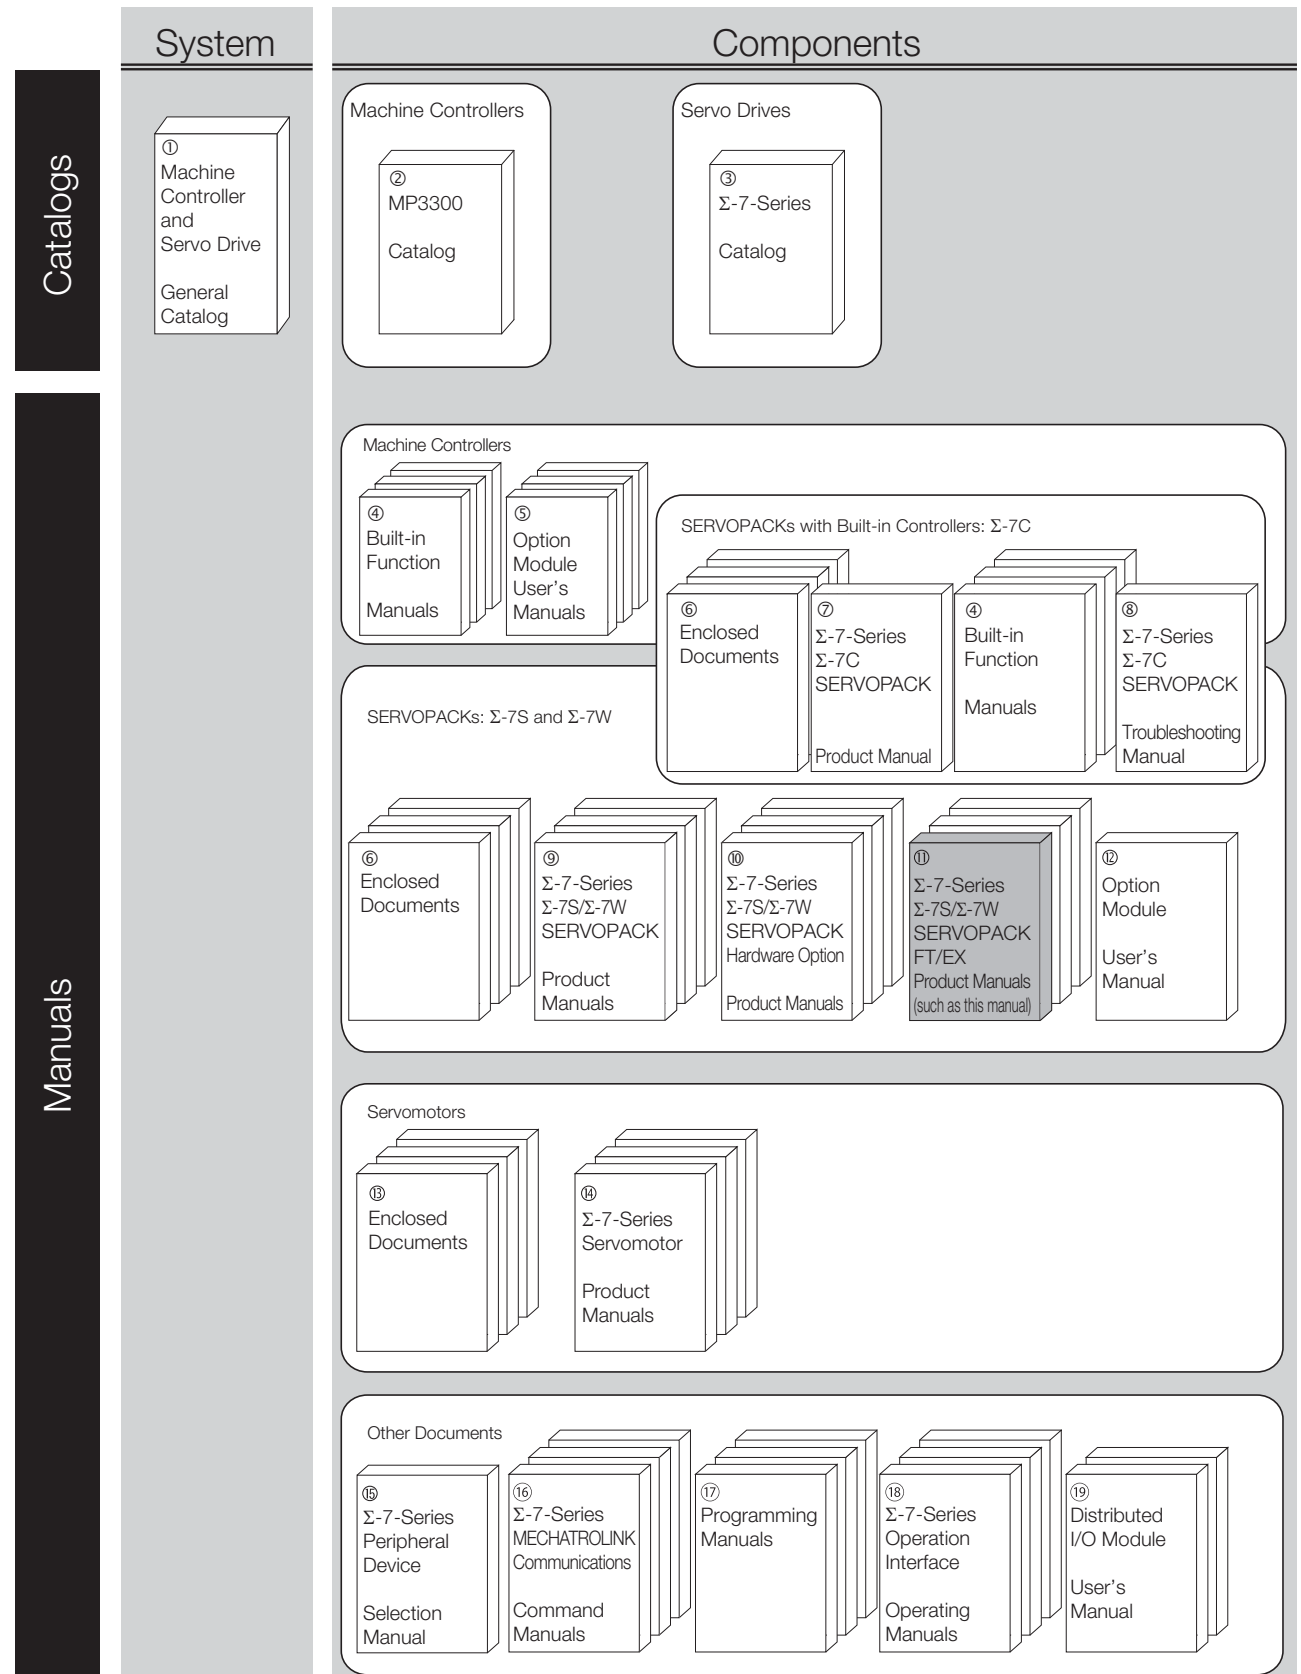 System
Components
Catalogs
①
Machine
Controller
and
Servo Drive
General
Catalog
Machine Controllers
②
MP3300
Catalog
Servo Drives
③
Σ-7-Series
Catalog
Manuals
Machine Controllers
④
Built-in
Function
Manuals
⑤
Option
Module
User's
Manuals
SERVOPACKs with Built-in Controllers: Σ-7C
⑥
Enclosed
Documents
⑦
Σ-7-Series
Σ-7C
SERVOPACK
Product Manual
④
Built-in
Function
Manuals
⑧
Σ-7-Series
Σ-7C
SERVOPACK
Troubleshooting
Manual
SERVOPACKs: Σ-7S and Σ-7W
⑥
Enclosed
Documents
⑨
Σ-7-Series
Σ-7S/Σ-7W
SERVOPACK
Product
Manuals
⑩
Σ-7-Series
Σ-7S/Σ-7W
SERVOPACK
Hardware Option
Product Manuals
⑪
Σ-7-Series
Σ-7S/Σ-7W
SERVOPACK
FT/EX
Product Manuals
(such as this manual)
⑫
Option
Module
User's
Manual
Servomotors
⑬
Enclosed
Documents
⑭
Σ-7-Series
Servomotor
Product
Manuals
Other Documents
⑮
Σ-7-Series
Peripheral
Device
Selection
Manual
⑯
Σ-7-Series
MECHATROLINK
Communications
Command
Manuals
⑰
Programming
Manuals
⑱
Σ-7-Series
Operation
Interface
Operating
Manuals
⑲
Distributed
I/O Module
User's
Manual